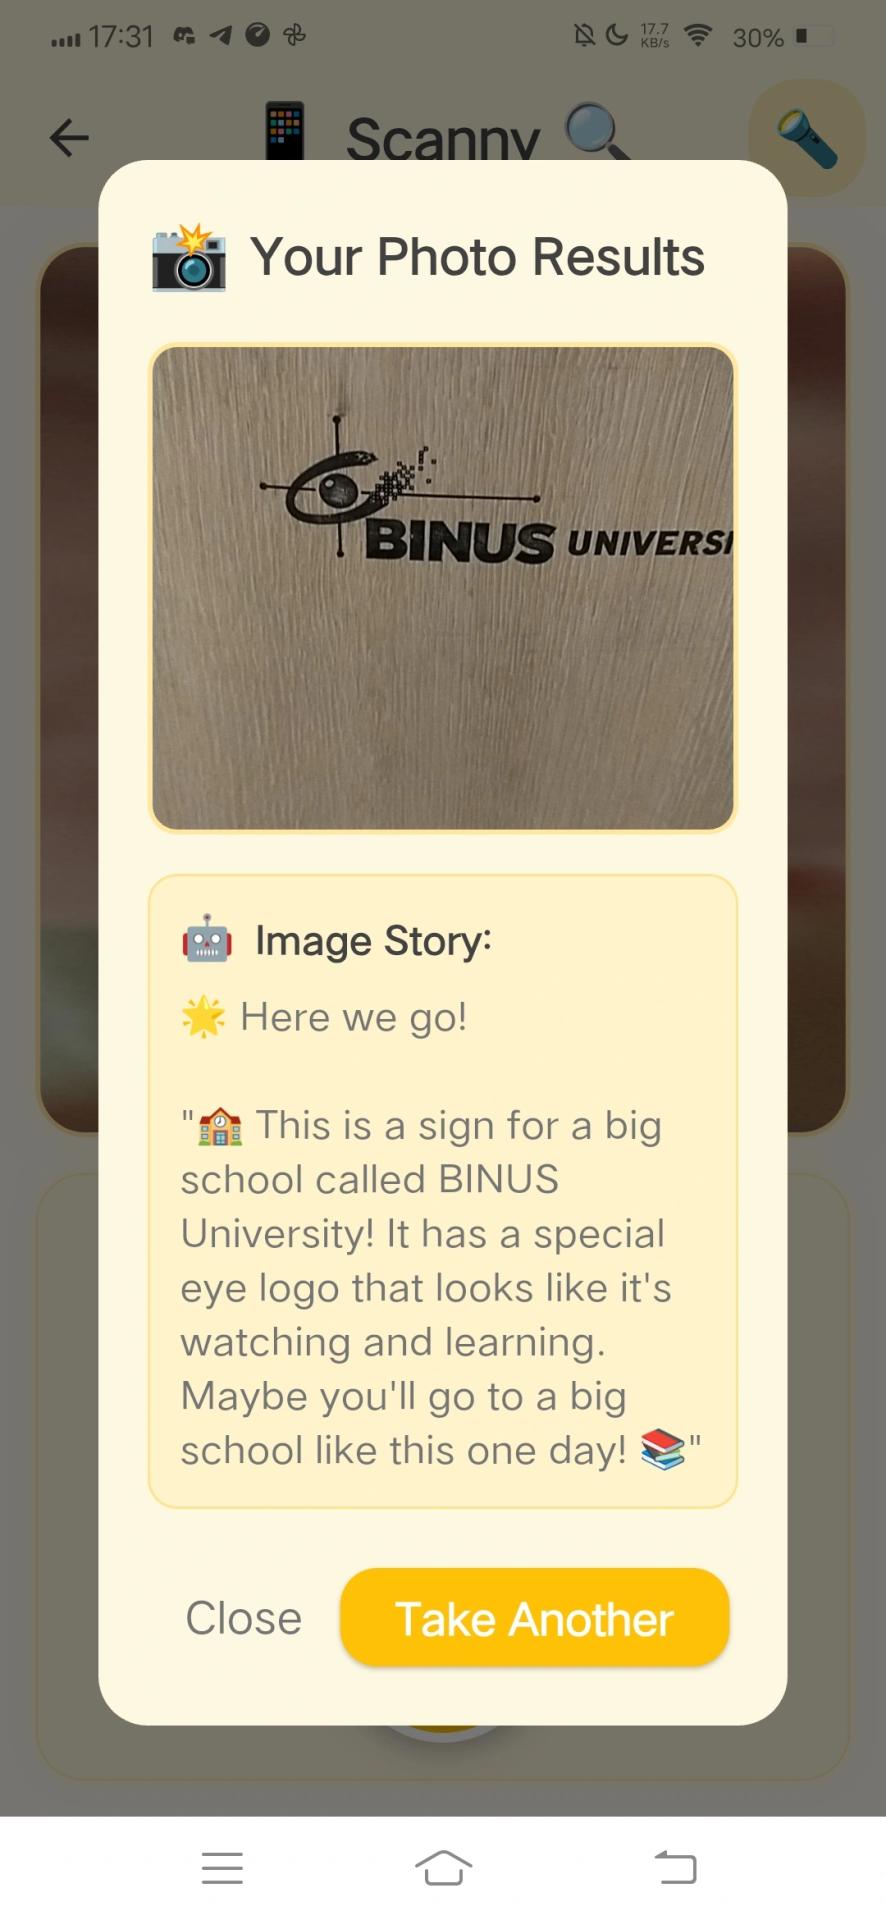 17:31 17.7 KB/s 30%
Scanny
Your Photo Results
BINUS UNIVERSI
Image Story:
Here we go!
"🏫 This is a sign for a big
school called BINUS
University! It has a special
eye logo that looks like it's
watching and learning.
Maybe you'll go to a big
school like this one day! 📚"
Close
Take Another